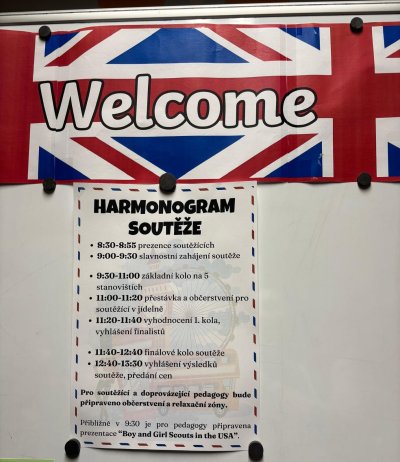 Welcome
HARMONOGRAM
SOUTĚŽE
• 8:30-8:55 prezence soutěžících
• 9:00-9:30 slavnostní zahájení soutěže
• 9:30-11:00 základní kolo na 5
stanovištích
• 11:00-11:20 přestávka a občerstvení pro
soutěžící v jídelně
• 11:20-11:40 vyhodnocení 1. kola,
vyhlášení finalistů
• 11:40-12:40 finálové kolo soutěže
• 12:40-13:30 vyhlášení výsledků
soutěže, předání cen
Pro soutěžící a doprovázející pedagogy bude
připraveno občerstvení a relaxační zóny.
Přibližně v 9:30 je pro pedagogy připravena
prezentace "Boy and Girl Scouts in the USA".